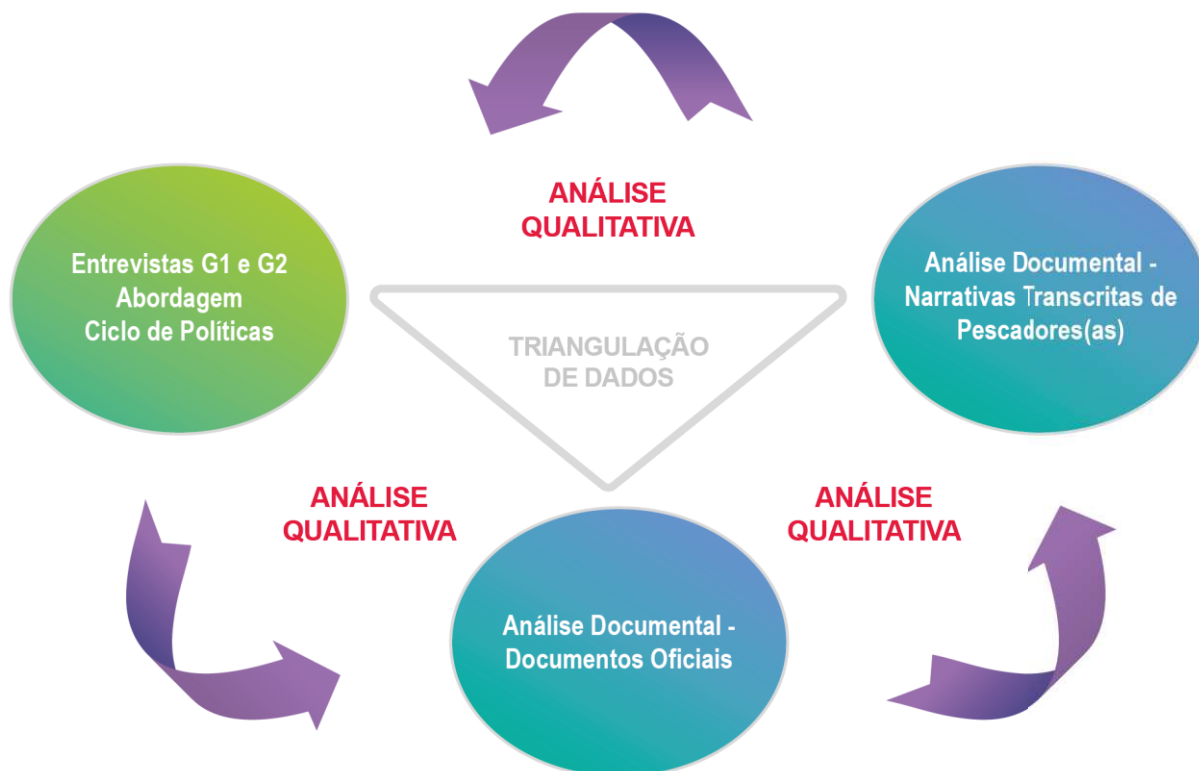 ANÁLISE
QUALITATIVA
Entrevistas G1 e G2
Abordagem
Ciclo de Políticas
Análise Documental -
Narrativas Transcritas de
Pescadores(as)
TRIANGULAÇÃO
DE DADOS
ANÁLISE
QUALITATIVA
ANÁLISE
QUALITATIVA
Análise Documental -
Documentos Oficiais